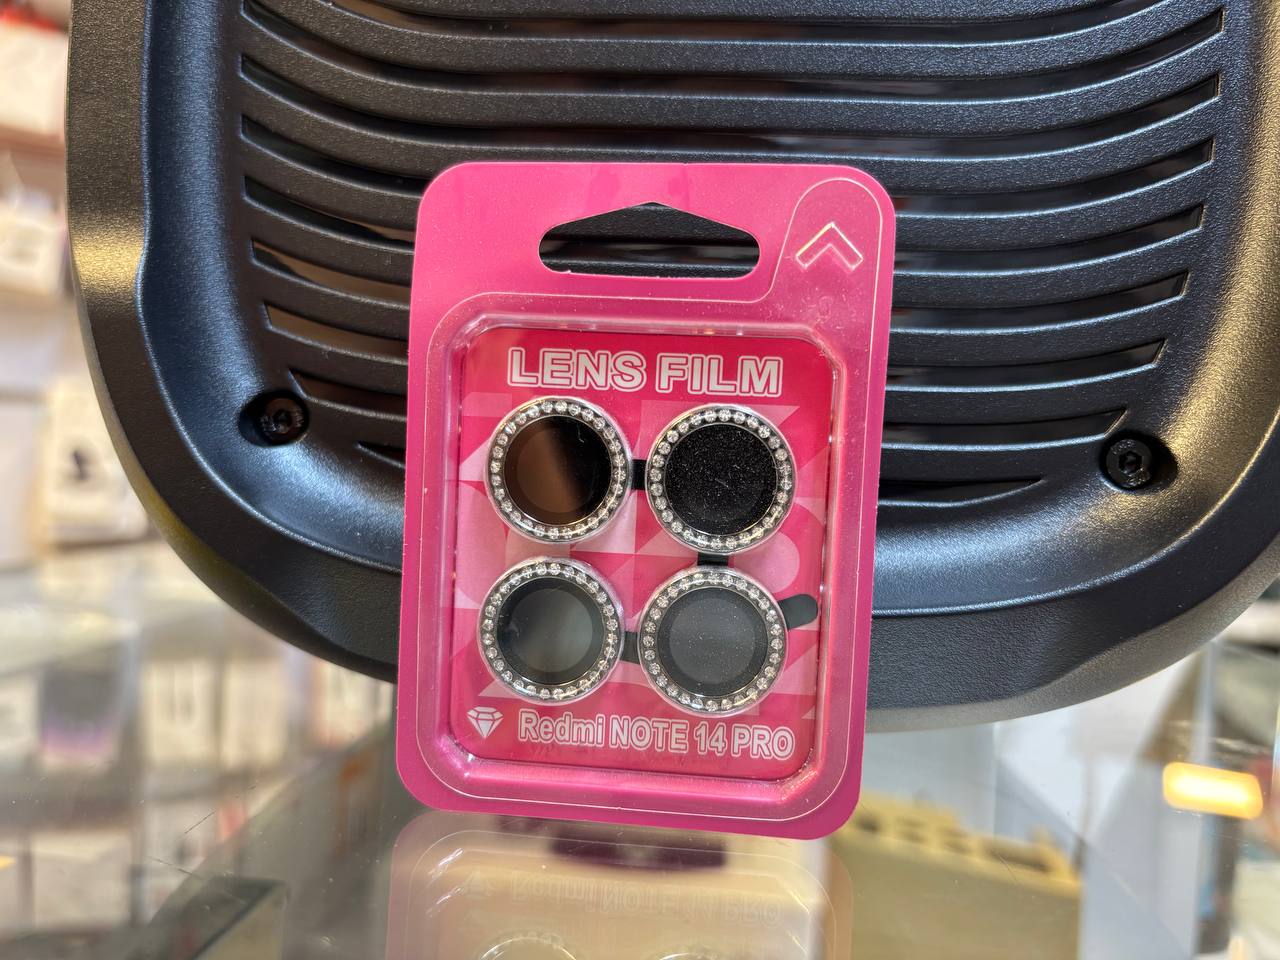 LENS FILM
Redmi NOTE 14 PRO